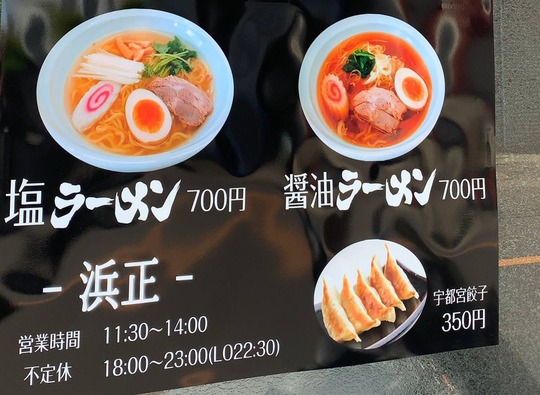 塩ラーメン 700円
醤油ラーメン 700円
- 浜正 -
営業時間 11:30～14:00
不定休 18:00～23:00(LO22:30)
宇都宮餃子
350円